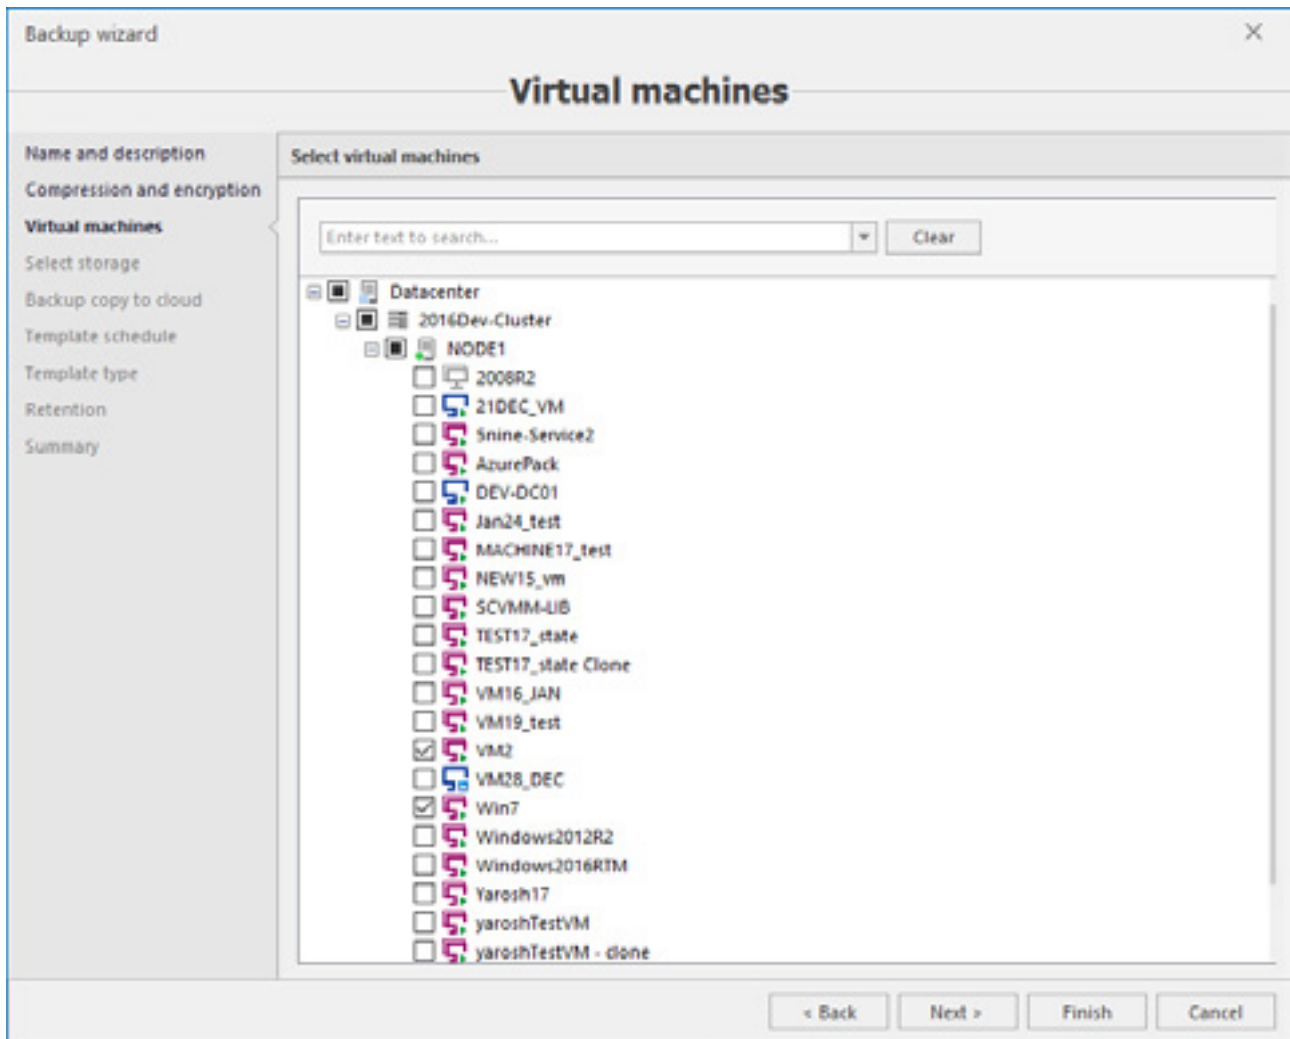 Backup wizard
Virtual machines
Name and description
Compression and encryption
Virtual machines
Select storage
Backup copy to cloud
Template schedule
Template type
Retention
Summary
Select virtual machines
Enter text to search...
Clear
Datacenter
2016Dev-Cluster
NODE1
2008R2
21DEC_VM
5nine-Service2
AzurePack
DEV-DC01
Jan24_test
MACHINE17_test
NEW15_vm
SCVMM-LIB
TEST17_state
TEST17_state Clone
VM16_JAN
VM19_test
VM2
VM28_DEC
Win7
Windows2012R2
Windows2016RTM
Yarosh17
yaroshTestVM
yaroshTestVM - clone
< Back
Next >
Finish
Cancel